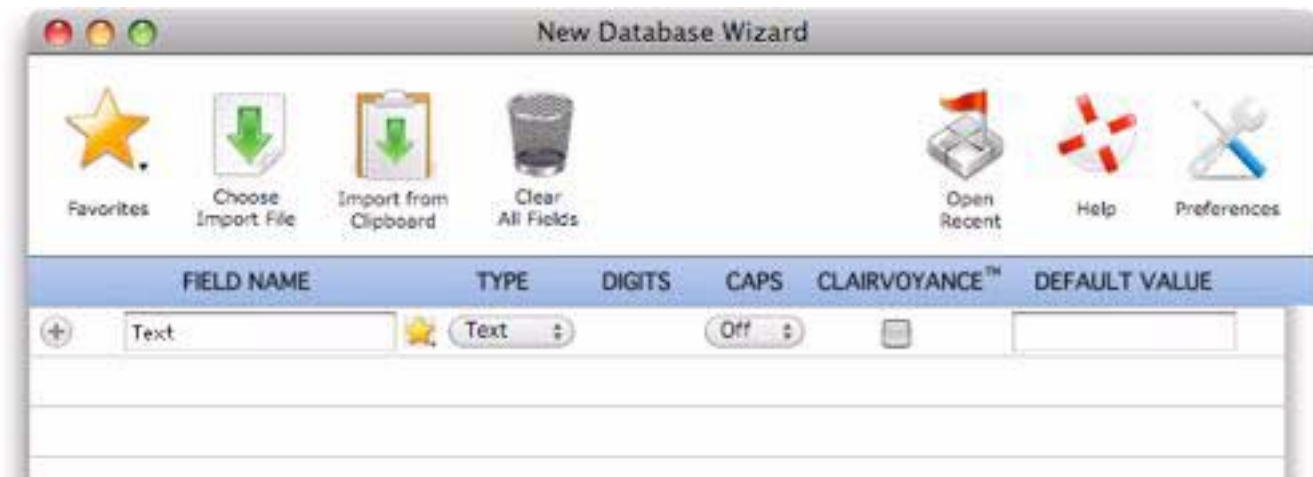 New Database Wizard
Favorites
Choose
Import File
Import from
Clipboard
Clear
All Fields
Open
Recent
Help
Preferences
FIELD NAME TYPE DIGITS CAPS CLAIRVOYANCE™ DEFAULT VALUE
Text Text Off